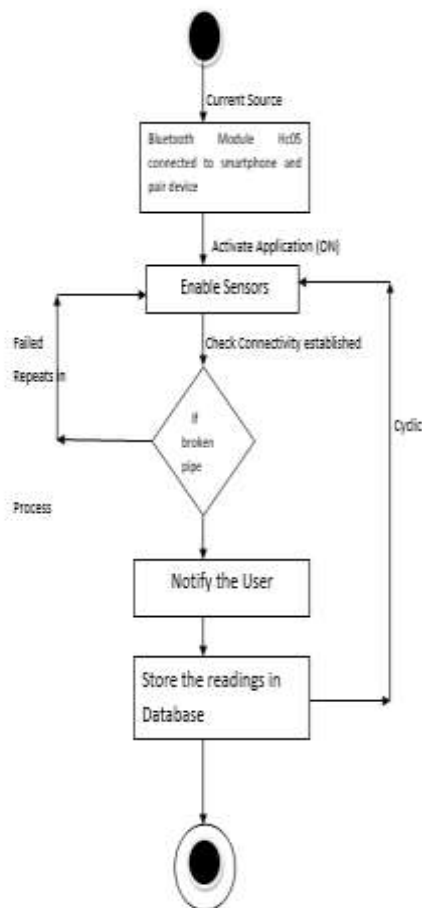 Current Source
Bluetooth Module Hc05
connected to smartphone and
pair device
Activate Application (ON)
Enable Sensors
Failed
Check Connectivity established
Repeats in
If
broken
pipe
Cyclic
Process
Notify the User
Store the readings in
Database